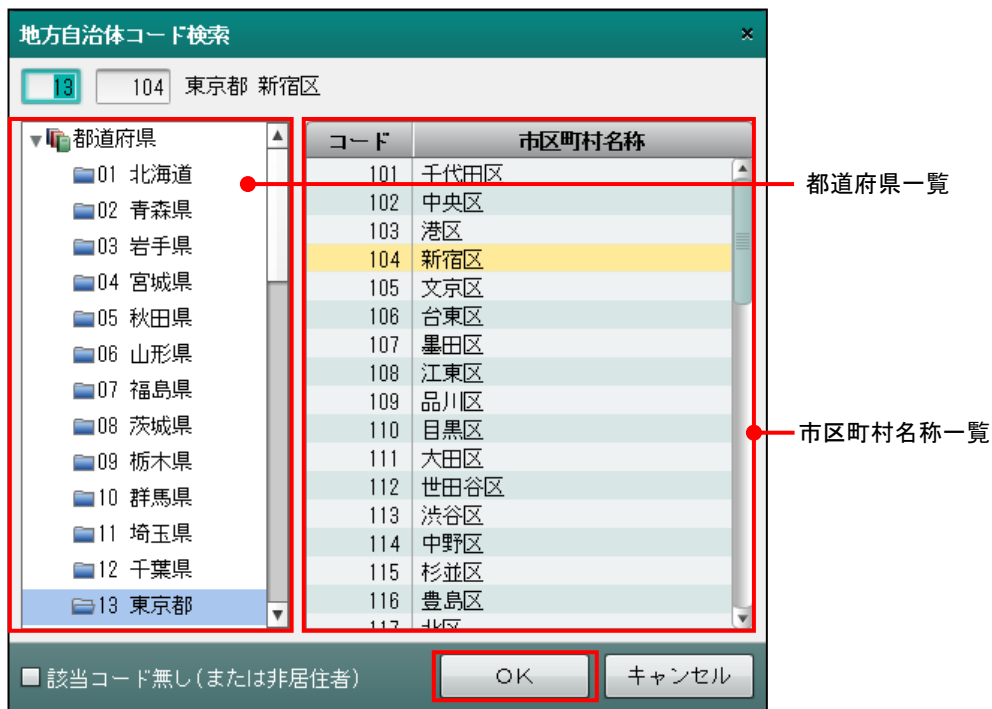 地方自治体コード検索 ×
13 104 東京都 新宿区
▼都道府県
01 北海道
02 青森県
03 岩手県
04 宮城県
05 秋田県
06 山形県
07 福島県
08 茨城県
09 栃木県
10 群馬県
11 埼玉県
12 千葉県
13 東京都
コード 市区町村名称
101 千代田区
102 中央区
103 港区
104 新宿区
105 文京区
106 台東区
107 墨田区
108 江東区
109 品川区
110 目黒区
111 大田区
112 世田谷区
113 渋谷区
114 中野区
115 杉並区
116 豊島区
117 北区
都道府県一覧
市区町村名称一覧
該当コード無し(または非居住者)
OK
キャンセル